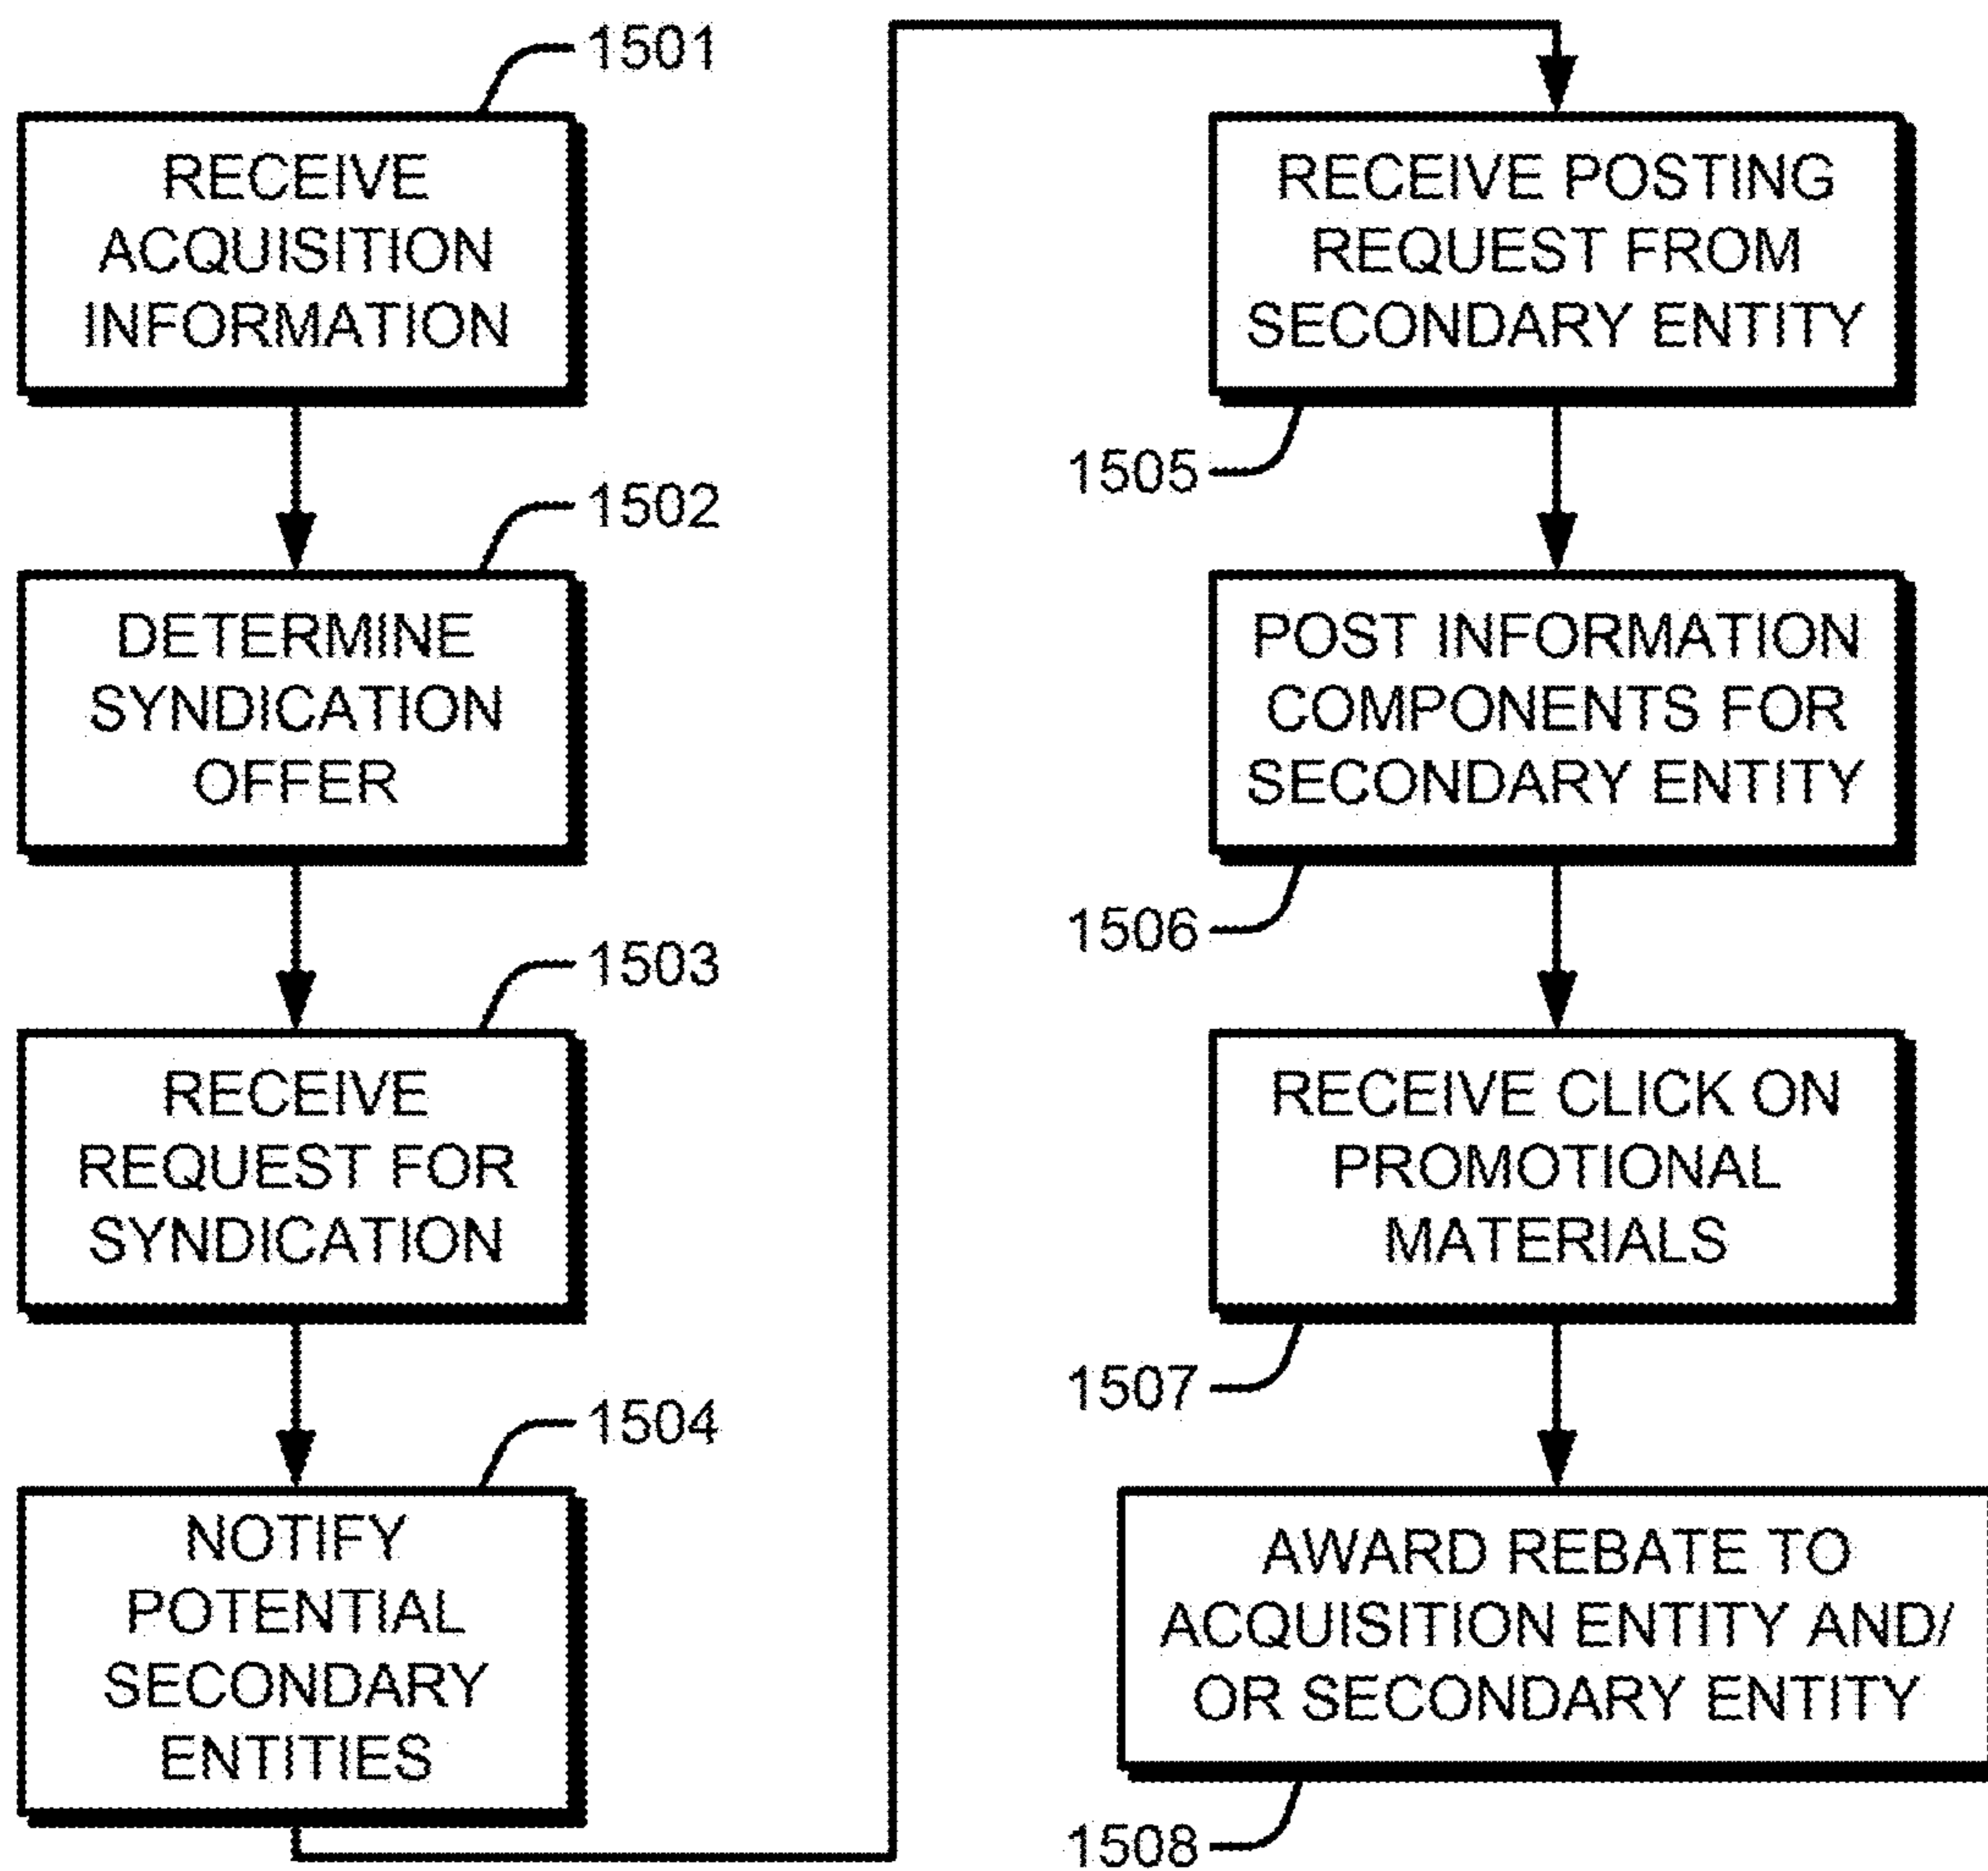 1501
RECEIVE
ACQUISITION
INFORMATION
1502
DETERMINE
SYNDICATION
OFFER
1503
RECEIVE
REQUEST FOR
SYNDICATION
1504
NOTIFY
POTENTIAL
SECONDARY
ENTITIES
RECEIVE POSTING
REQUEST FROM
SECONDARY ENTITY
1505
POST INFORMATION
COMPONENTS FOR
SECONDARY ENTITY
1506
RECEIVE CLICK ON
PROMOTIONAL
MATERIALS
1507
AWARD REBATE TO
ACQUISITION ENTITY AND/
OR SECONDARY ENTITY
1508